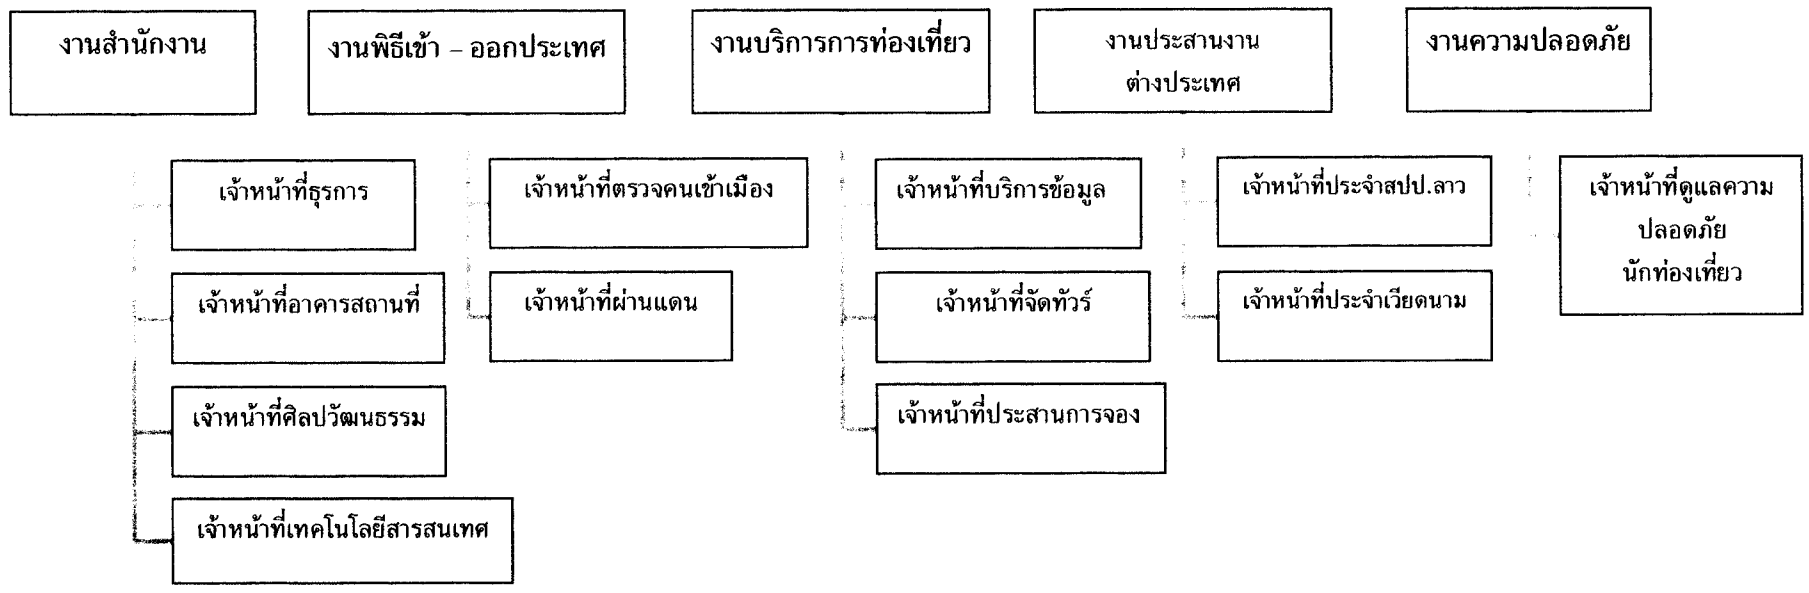 งานสำนักงาน
งานพิธีเข้า – ออกประเทศ
งานบริการการท่องเที่ยว
งานประสานงาน
ต่างประเทศ
งานความปลอดภัย
เจ้าหน้าที่ธุรการ
เจ้าหน้าที่อาคารสถานที่
เจ้าหน้าที่ศิลปวัฒนธรรม
เจ้าหน้าที่เทคโนโลยีสารสนเทศ
เจ้าหน้าที่ตรวจคนเข้าเมือง
เจ้าหน้าที่ผ่านแดน
เจ้าหน้าที่บริการข้อมูล
เจ้าหน้าที่จัดทัวร์
เจ้าหน้าที่ประสานการจอง
เจ้าหน้าที่ประจำสปป.ลาว
เจ้าหน้าที่ประจำเวียดนาม
เจ้าหน้าที่ดูแลความ
ปลอดภัย
นักท่องเที่ยว